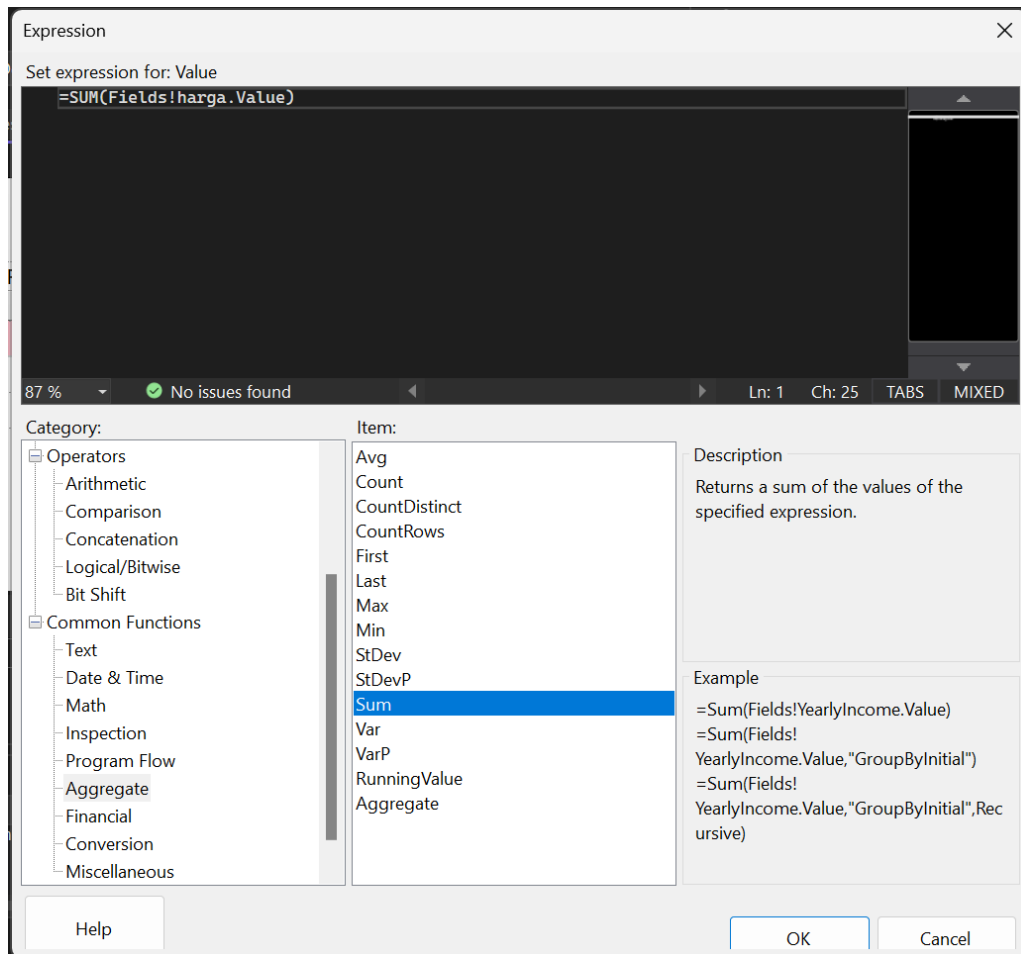 Expression
Set expression for: Value
=SUM(Fields!harga.Value)
87 %
No issues found
Ln: 1
Ch: 25
TABS
MIXED
Category:
Operators
Arithmetic
Comparison
Concatenation
Logical/Bitwise
Bit Shift
Common Functions
Text
Date & Time
Math
Inspection
Program Flow
Aggregate
Financial
Conversion
Miscellaneous
Item:
Avg
Count
CountDistinct
CountRows
First
Last
Max
Min
StDev
StDevP
Sum
Var
VarP
RunningValue
Aggregate
Description
Returns a sum of the values of the
specified expression.
Example
=Sum(Fields!YearlyIncome.Value)
=Sum(Fields!
YearlyIncome.Value,"GroupByInitial")
=Sum(Fields!
YearlyIncome.Value,"GroupByInitial",Rec
ursive)
Help
OK
Cancel